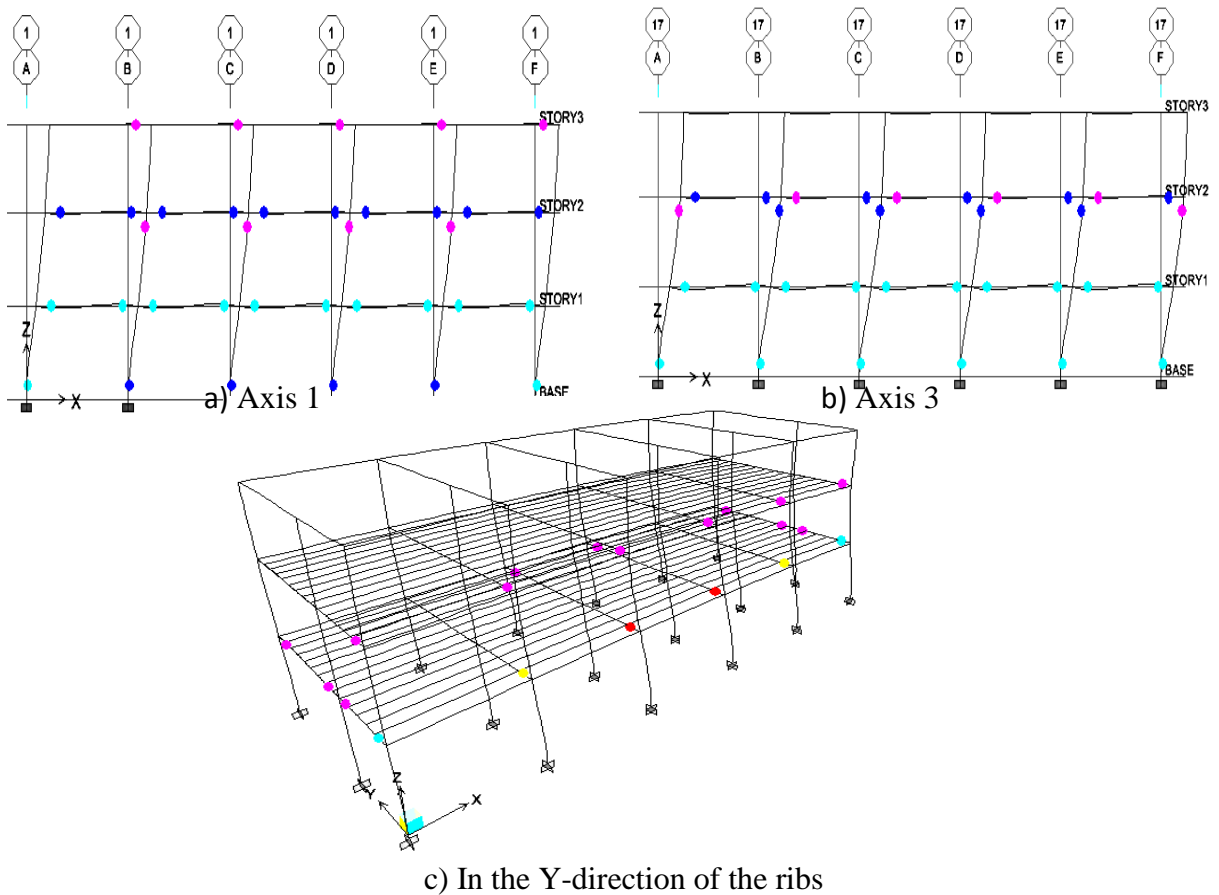 1 1 1 1 1 1
A B C D E F
STORY3
STORY2
STORY1
Z
X
BASE
a) Axis 1
17 17 17 17 17 17
A B C D E F
STORY3
STORY2
STORY1
Z
X
BASE
b) Axis 3
Z
Y
X
c) In the Y-direction of the ribs